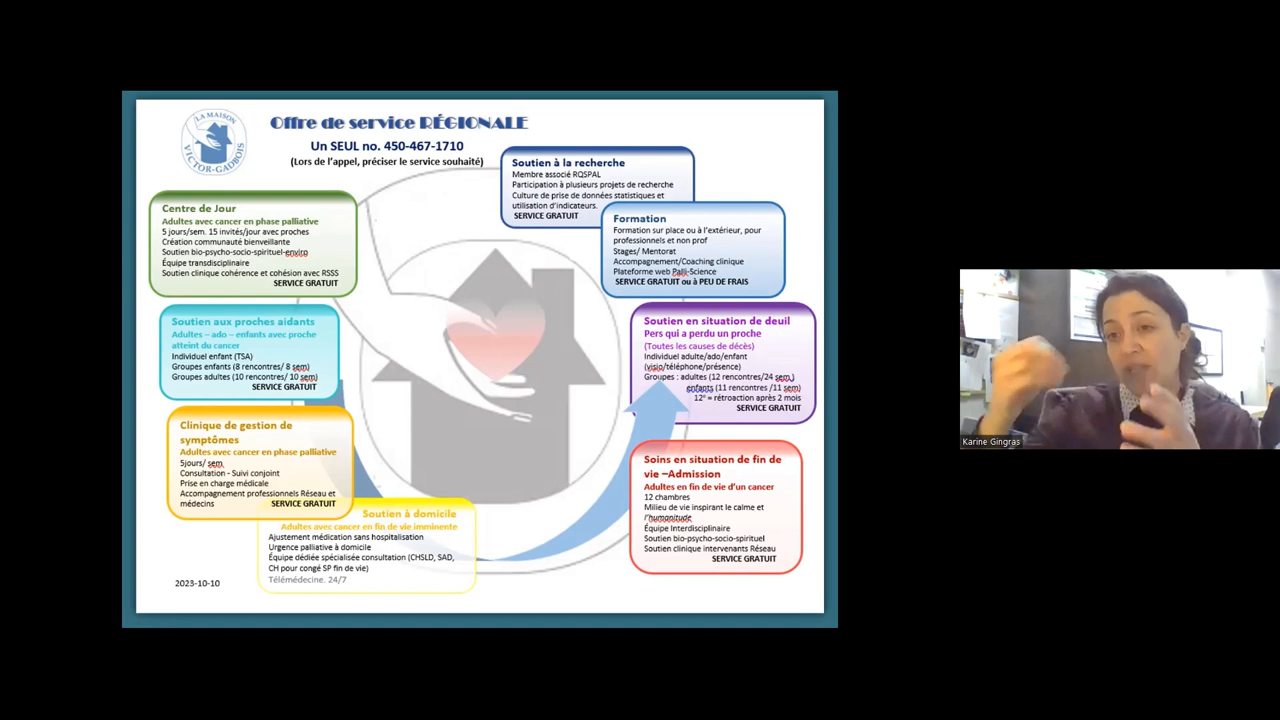 LA MAISON
VICTOR-GADBOIS
Offre de service RÉGIONALE
Un SEUL no. 450-467-1710
(Lors de l'appel, préciser le service souhaité)
Soutien à la recherche
Membre associé RQSPAL
Participation à plusieurs projets de recherche
Culture de prise de données statistiques et
utilisation d'indicateurs.
SERVICE GRATUIT
Formation
Formation sur place ou à l'extérieur, pour
professionnels et non prof
Stages/ Mentorat
Accompagnement/Coaching clinique
Plateforme web Palli-Science
SERVICE GRATUIT ou à PEU DE FRAIS
Centre de Jour
Adultes avec cancer en phase palliative
5 jours/sem. 15 invités/jour avec proches
Création communauté bienveillante
Soutien bio-psycho-socio-spirituel-enviro
Équipe transdisciplinaire
Soutien clinique cohérence et cohésion avec RSSS
SERVICE GRATUIT
Soutien aux proches aidants
Adultes – ado – enfants avec proche
atteint du cancer
Individuel enfant (TSA)
Groupes enfants (8 rencontres/ 8 sem)
Groupes adultes (10 rencontres/ 10 sem)
SERVICE GRATUIT
Soutien en situation de deuil
Pers qui a perdu un proche
(Toutes les causes de décès)
Individuel adulte/ado/enfant
(visio/téléphone/présence)
Groupes : adultes (12 rencontres/24 sem.)
enfants (11 rencontres /11 sem)
12e = rétroaction après 2 mois
SERVICE GRATUIT
Clinique de gestion de
symptômes
Adultes avec cancer en phase palliative
5jours/ sem
Consultation - Suivi conjoint
Prise en charge médicale
Accompagnement professionnels Réseau et
médecins SERVICE GRATUIT
Soutien à domicile
Adultes avec cancer en fin de vie imminente
Ajustement médication sans hospitalisation
Urgence palliative à domicile
Équipe dédiée spécialisée consultation (CHSLD, SAD,
CH pour congé SP fin de vie)
Télémédecine. 24/7
Soins en situation de fin de
vie –Admission
Adultes en fin de vie d'un cancer
12 chambres
Milieu de vie inspirant le calme et
l'humanitude
Équipe Interdisciplinaire
Soutien bio-psycho-socio-spirituel
Soutien clinique intervenants Réseau
SERVICE GRATUIT
2023-10-10
Karine Gingras